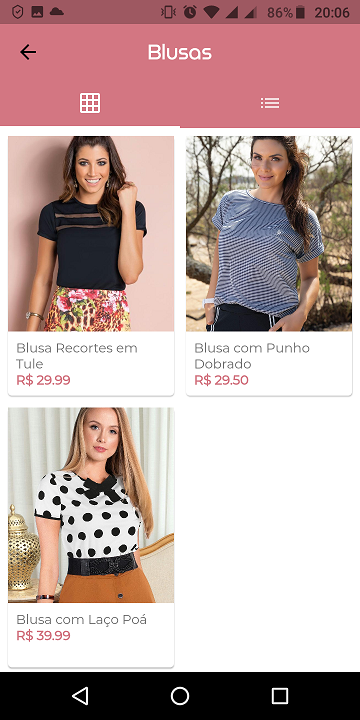 86% 20:06
Blusas
Blusa Recortes em
Tule
R$ 29.99
Blusa com Punho
Dobrado
R$ 29.50
Blusa com Laço Poá
R$ 39.99